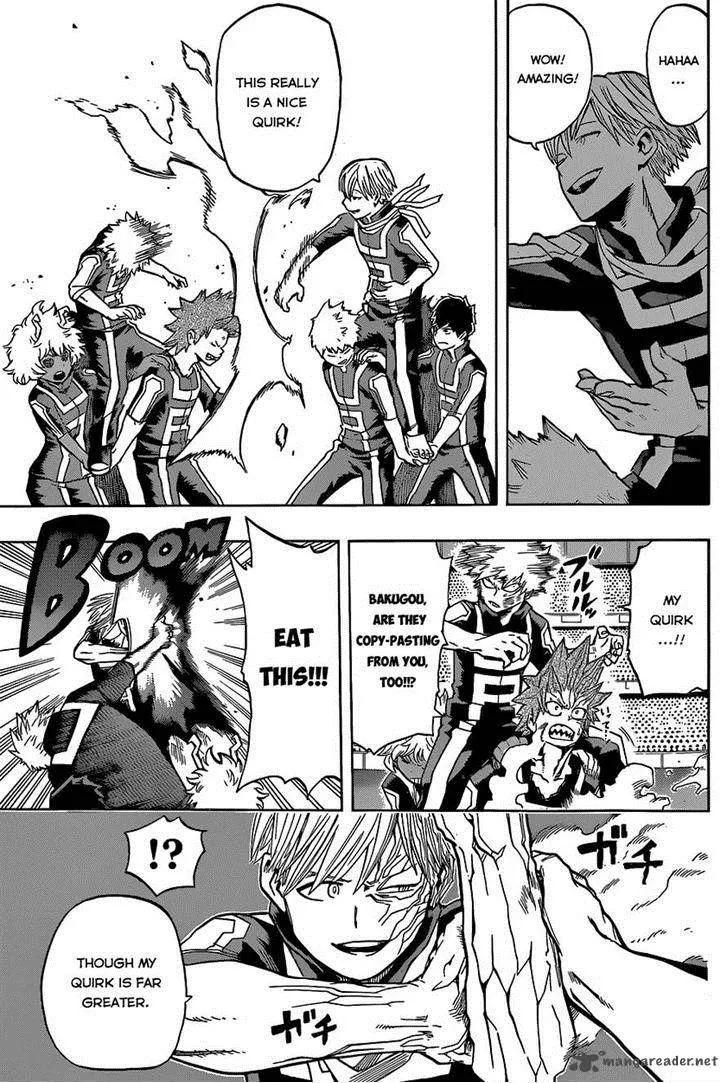 HAHAA
...
WOW!
AMAZING!
THIS REALLY
IS A NICE
QUIRK!
MY
QUIRK
...!!
ブルルル
BAKUGOU,
ARE THEY
COPY-PASTING
FROM YOU,
TOO!!?
EAT
THIS!!!
BOOM
!?
ガチ
THOUGH MY
QUIRK IS FAR
GREATER.
ガチ
mangareader.net